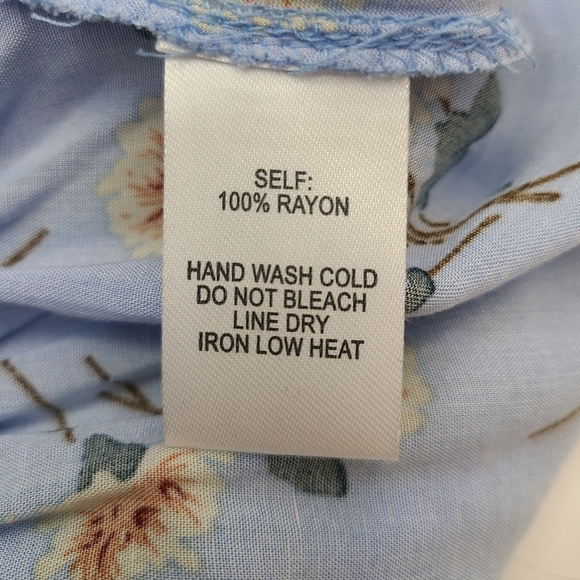 SELF:
100% RAYON
HAND WASH COLD
DO NOT BLEACH
LINE DRY
IRON LOW HEAT